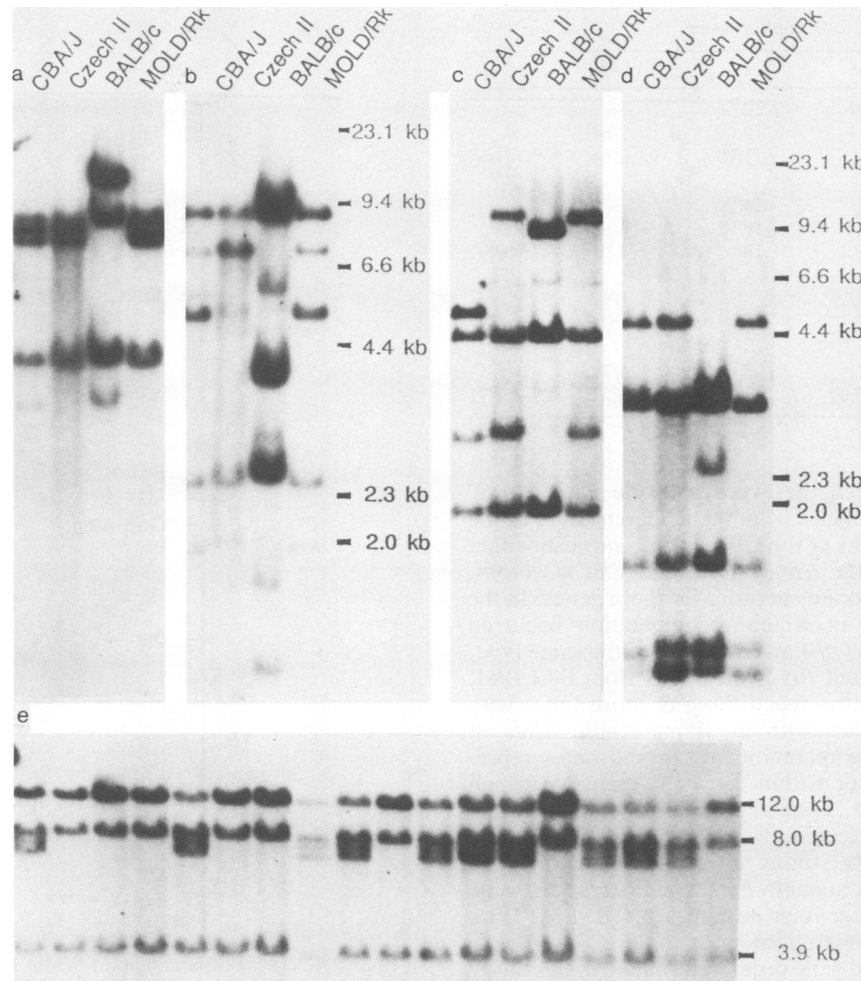 a CBA/J Czech II BALB/c MOLD/Rk
b CBA/J Czech II BALB/c MOLD/Rk
23.1 kb
9.4 kb
6.6 kb
4.4 kb
2.3 kb
2.0 kb
c CBA/J Czech II BALB/c MOLD/Rk
d CBA/J Czech II BALB/c MOLD/Rk
23.1 kb
9.4 kb
6.6 kb
4.4 kb
2.3 kb
2.0 kb
e
12.0 kb
8.0 kb
3.9 kb